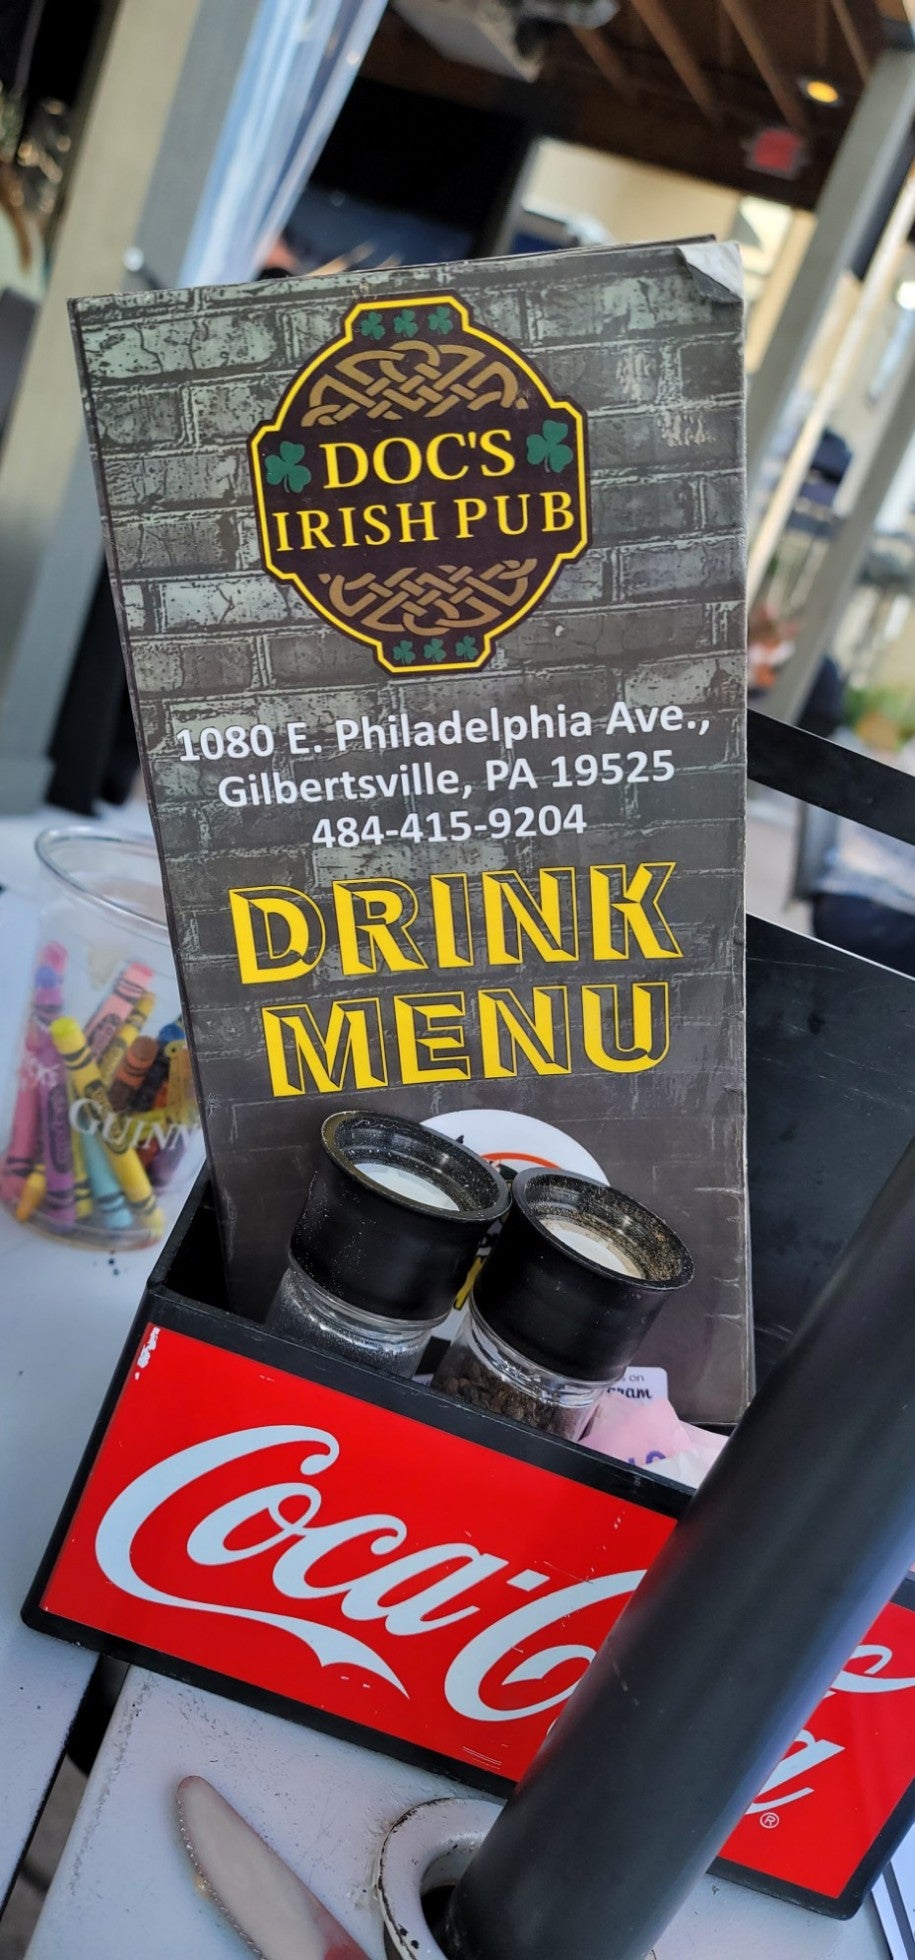 DOC'S
IRISH PUB
1080 E. Philadelphia Ave.,
Gilbertsville, PA 19525
484-415-9204
DRINK
MENU
Coca-Cola
®